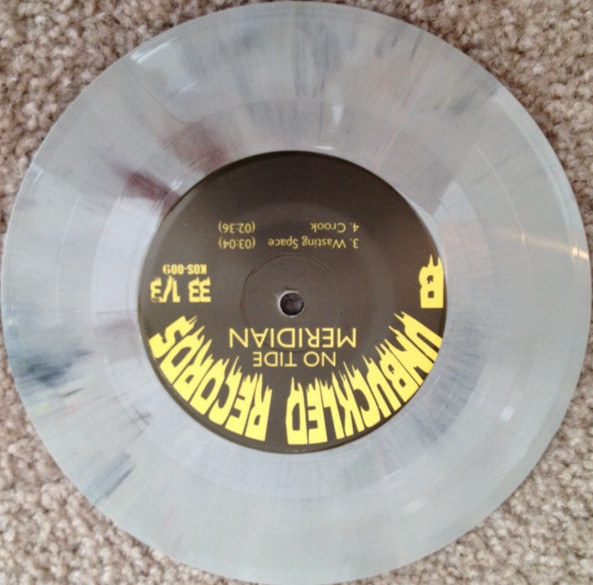 UNBUCKLED RECORDS
NO TIDE
MERIDIAN
B
33 1/3
KOS-009
3. Wasting Space (03:04)
4. Crook (02:36)